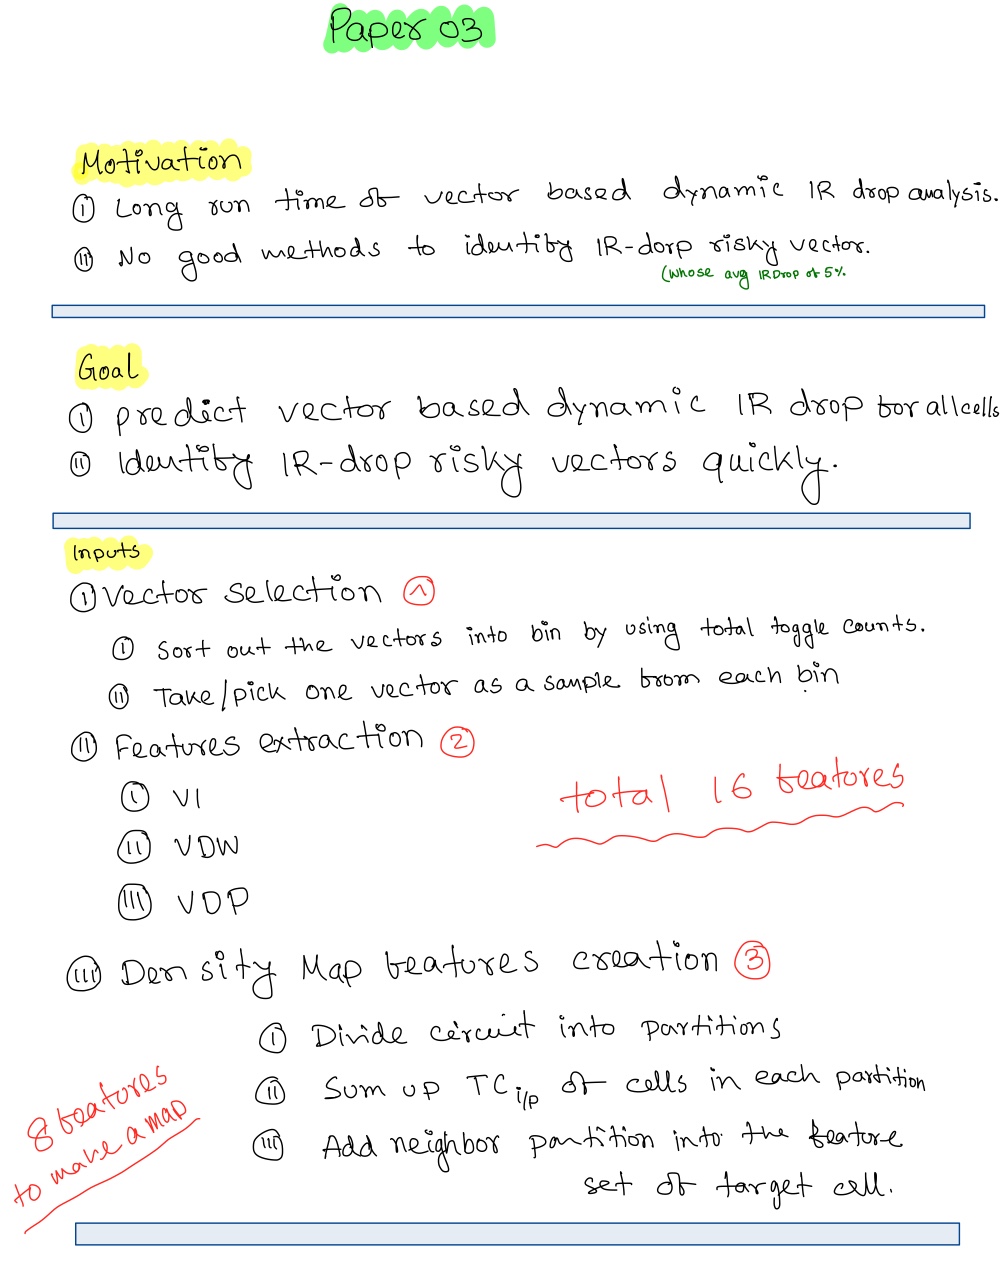 Paper 03
Motivation
(i) Long run time of vector based dynamic IR drop analysis.
(ii) No good methods to identify IR-dorp risky vector.
(whose avg IRDrop of 5%
Goal
(i) predict vector based dynamic IR drop for all cells
(ii) Identify IR-drop risky vectors quickly.
Inputs
(i) Vector selection (1)
(i) Sort out the vectors into bin by using total toggle counts.
(ii) Take/pick one vector as a sample from each bin
(ii) Features extraction (2)
(i) VI
(ii) VDW
(iii) VDP
total 16 features
(iii) Density Map features creation (3)
(i) Divide circuit into partitions
(ii) Sum up TC i/p of cells in each partition
(iii) Add neighbor partition into the feature
set of target cell.
8 features
to make a map